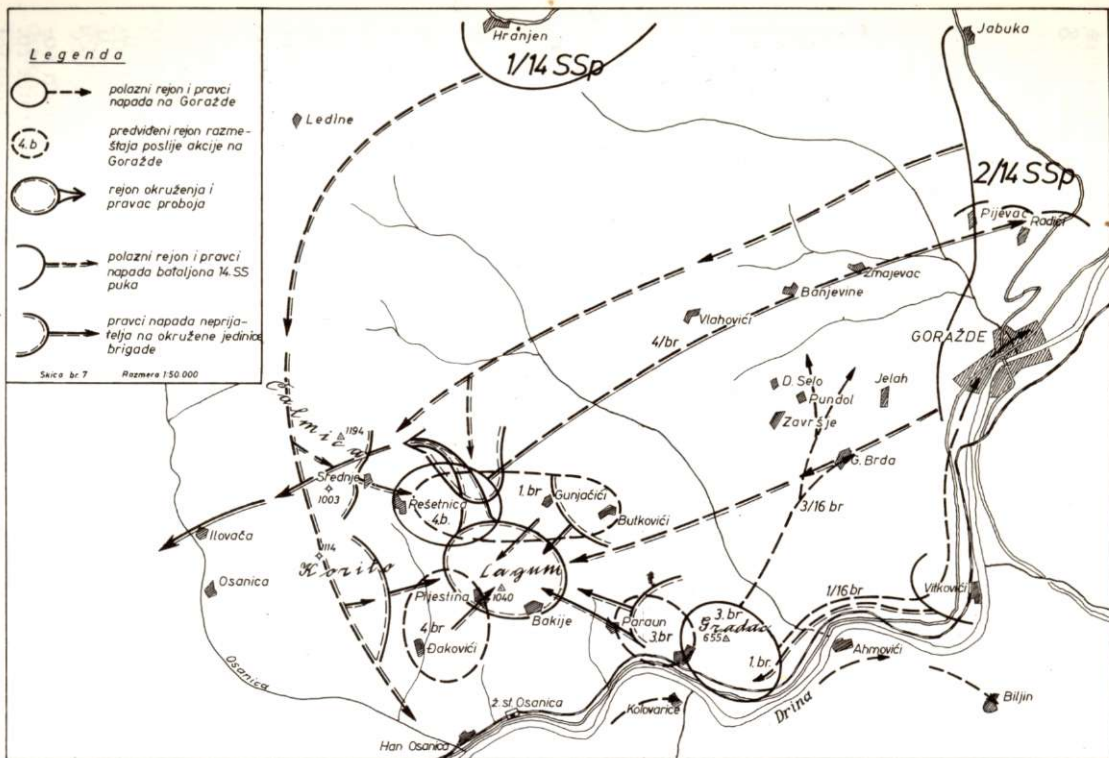 Legenda
polazni rejon i pravci
napada na Goražde
4.b
predviđeni rejon razme-
štaja poslije akcije na
Goražde
rejon okruženja i
pravac proboja
polazni rejon i pravci
napada bataljona 14. SS
puka
pravci napada neprija-
telja na okružene jedinice
brigade
Skica br. 7 Razmera 1:50 000
Hranjen
1/14 SSp
Jabuka
Ledine
2/14 SSp
Pijevac
Radići
Zmajevac
Banjevine
Vlahovići
4/br
GORAŽDE
D. Selo
Pundol
Jelah
Završje
G. Brda
3/16 br
1194
Srednje
1003
Rešetnica
4.b.
1. br
Gunjačići
Butkovići
Ilovača
1114
Korito
Osanica
Lagum
1040
Pljestina
4 br
Bakije
Đakovići
Paraun
3.br
3.br
Gradac
655
1.br.
1/16 br
Vitkovići
Ahmovići
Osanica
ž.st. Osanica
Kolovarice
Drina
Biljin
Han Osanica